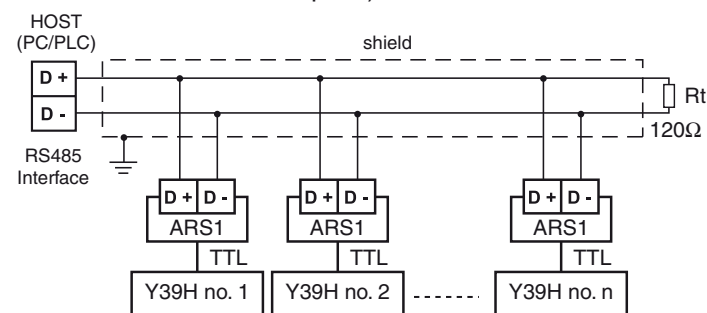 HOST
(PC/PLC)
shield
D +
D -
Rt
120Ω
RS485
Interface
D + D -
ARS1
TTL
Y39H no. 1
D + D -
ARS1
TTL
Y39H no. 2
D + D -
ARS1
TTL
Y39H no. n